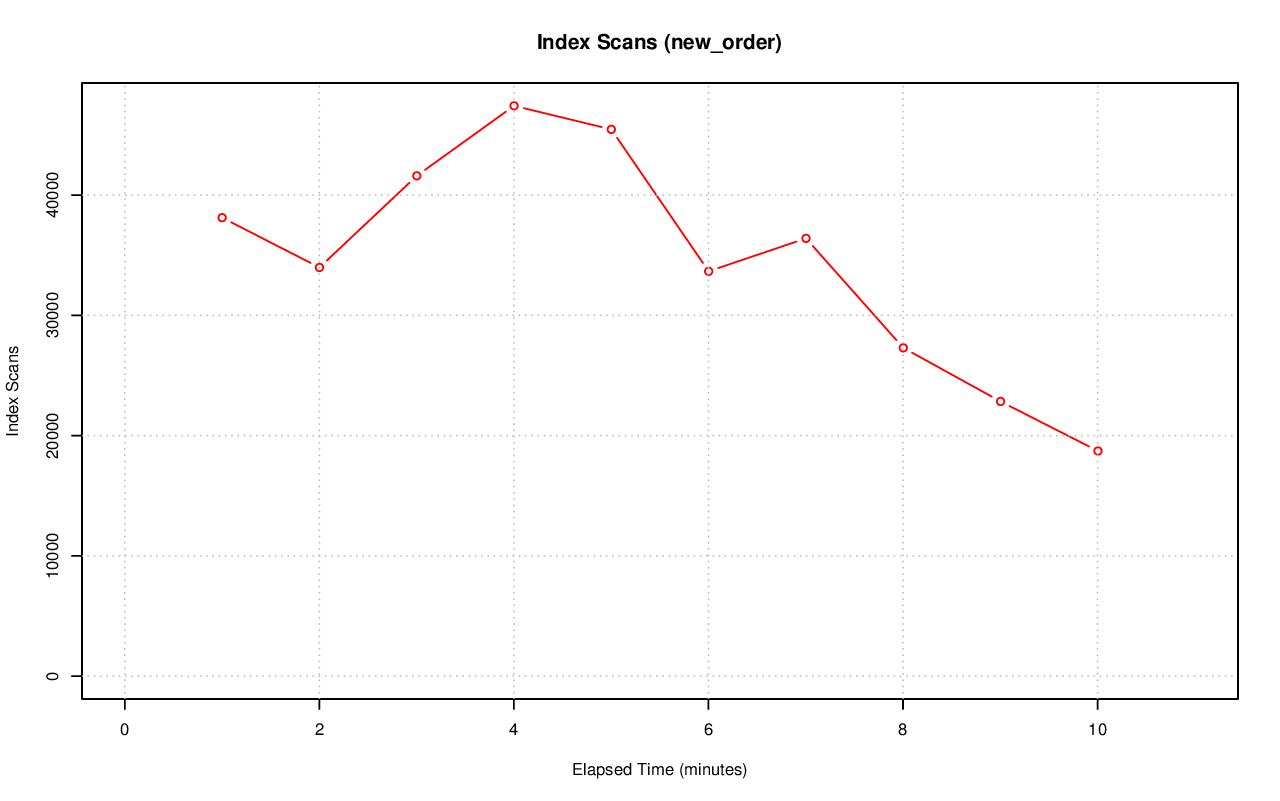 Index Scans (new_order)
Index Scans
40000
30000
20000
10000
0
0 2 4 6 8 10
Elapsed Time (minutes)